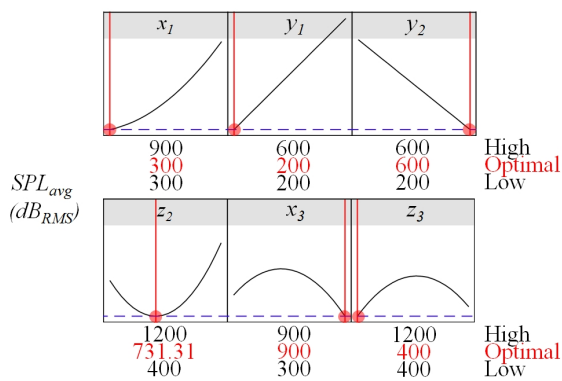 x1 y1 y2
900 600 600 High
300 200 600 Optimal
300 200 200 Low
SPLavg
(dBRMS)
z2 x3 z3
1200 900 1200 High
731.31 900 400 Optimal
400 300 400 Low